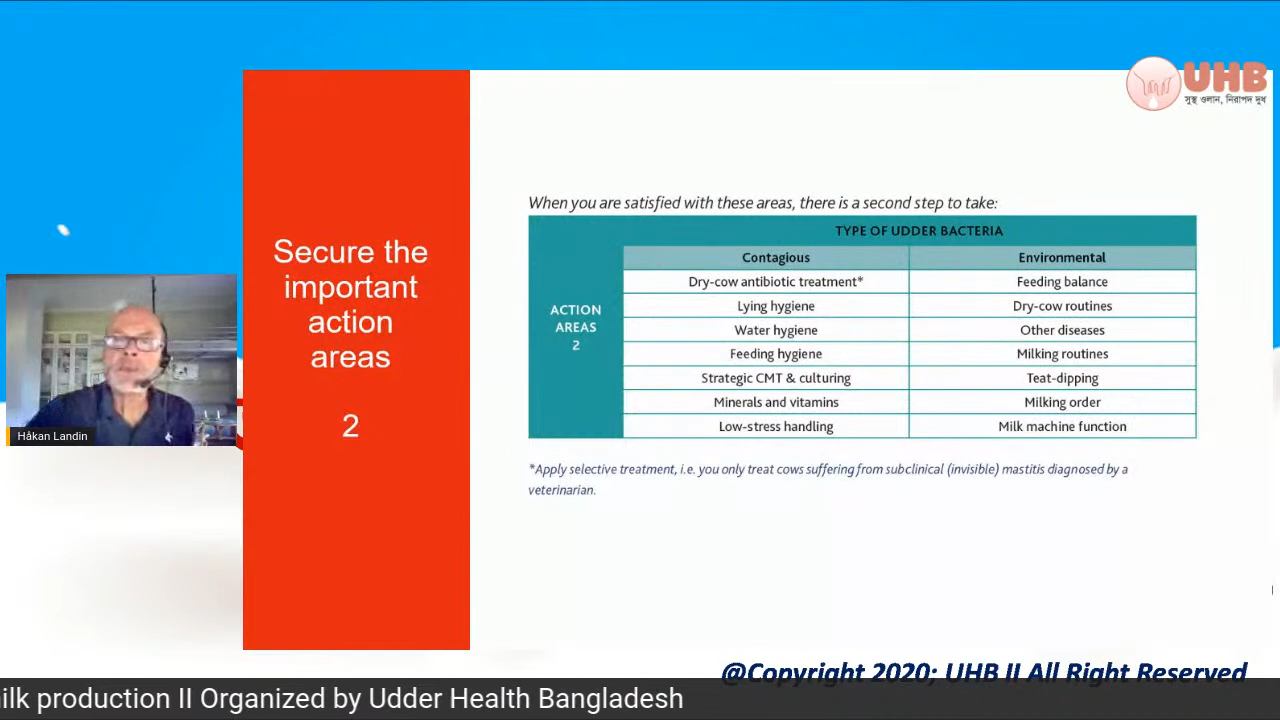 UHB
সুস্থ ওলান, নিরাপদ দুধ
Secure the
important
action
areas
2
When you are satisfied with these areas, there is a second step to take:
TYPE OF UDDER BACTERIA
ACTION
AREAS
2
Contagious Environmental
Dry-cow antibiotic treatment* Feeding balance
Lying hygiene Dry-cow routines
Water hygiene Other diseases
Feeding hygiene Milking routines
Strategic CMT & culturing Teat-dipping
Minerals and vitamins Milking order
Low-stress handling Milk machine function
*Apply selective treatment, i.e. you only treat cows suffering from subclinical (invisible) mastitis diagnosed by a
veterinarian.
Håkan Landin
@Copyright 2020; UHB II All Right Reserved
ilk production II Organized by Udder Health Bangladesh